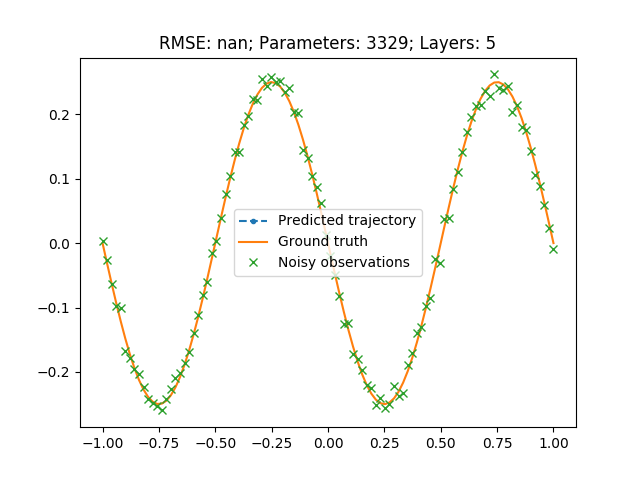 RMSE: nan; Parameters: 3329; Layers: 5
0.2
0.1
0.0
−0.1
−0.2
Predicted trajectory
Ground truth
Noisy observations
−1.00 −0.75 −0.50 −0.25 0.00 0.25 0.50 0.75 1.00